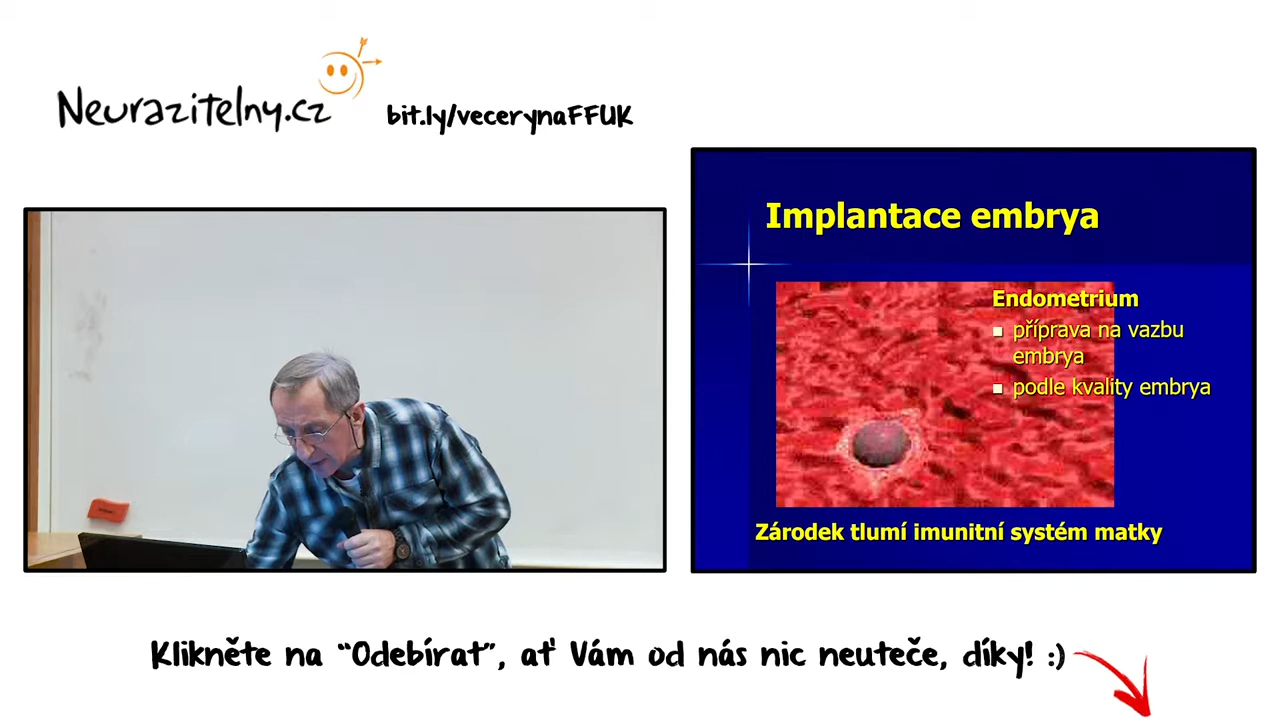 Neurazitelny.cz
bit.ly/vecerynaFFUK
Implantace embrya
Endometrium
příprava na vazbu
embrya
podle kvality embrya
Zárodek tlumí imunitní systém matky
Klikněte na "Odebírat", ať Vám od nás nic neuteče, díky! :)